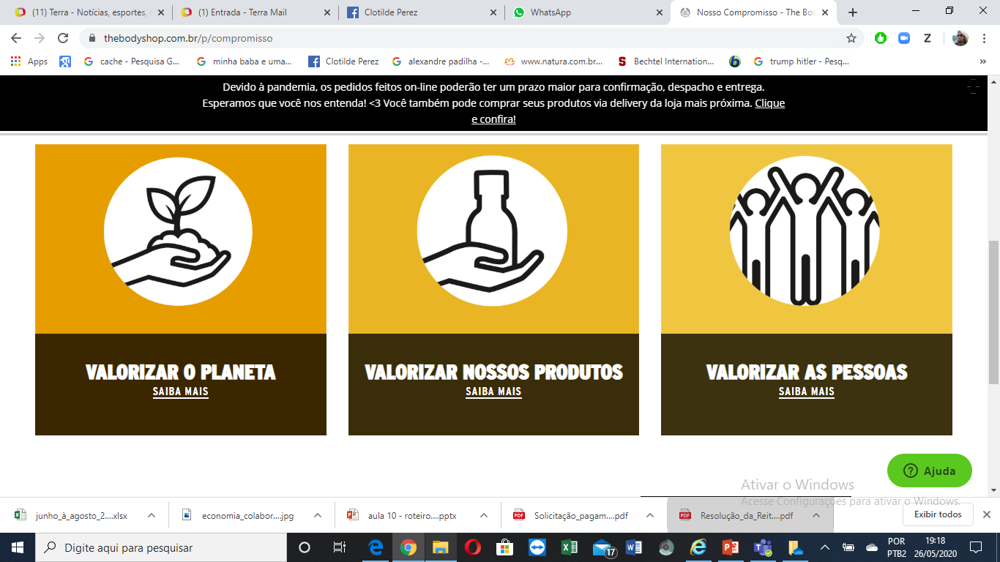 (11) Terra - Notícias, esportes,
(1) Entrada - Terra Mail
Clotilde Perez
WhatsApp
Nosso Compromisso - The Bo
thebodyshop.com.br/p/compromisso
Z
Apps
cache - Pesquisa G...
minha baba e uma...
Clotilde Perez
alexandre padilha -...
www.natura.com.br...
Bechtel Internation...
trump hitler - Pesq...
Devido à pandemia, os pedidos feitos on-line poderão ter um prazo maior para confirmação, despacho e entrega.
Esperamos que você nos entenda! <3 Você também pode comprar seus produtos via delivery da loja mais próxima. Clique
e confira!
VALORIZAR O PLANETA
SAIBA MAIS
VALORIZAR NOSSOS PRODUTOS
SAIBA MAIS
VALORIZAR AS PESSOAS
SAIBA MAIS
Ajuda
Ativar o Windows
Acesse Configurações para ativar o Windows.
junho_à_agosto_2....xlsx
economia_colabor....jpg
aula 10 - roteiro....pptx
Solicitação_pagam....pdf
Resolução_da_Reit....pdf
Exibir todos
Digite aqui para pesquisar
17
POR
PTB2
19:18
26/05/2020